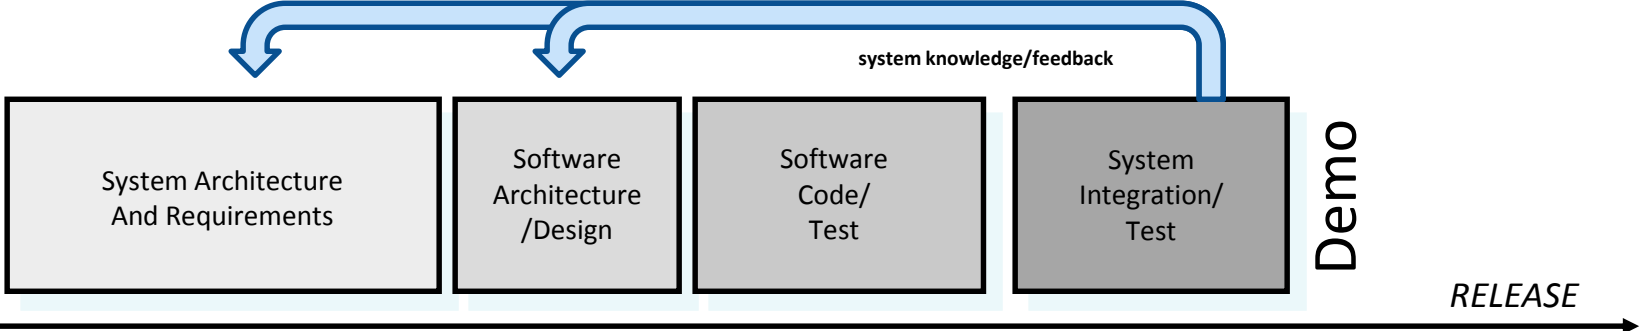 system knowledge/feedback
System Architecture
And Requirements
Software
Architecture
/Design
Software
Code/
Test
System
Integration/
Test
Demo
RELEASE